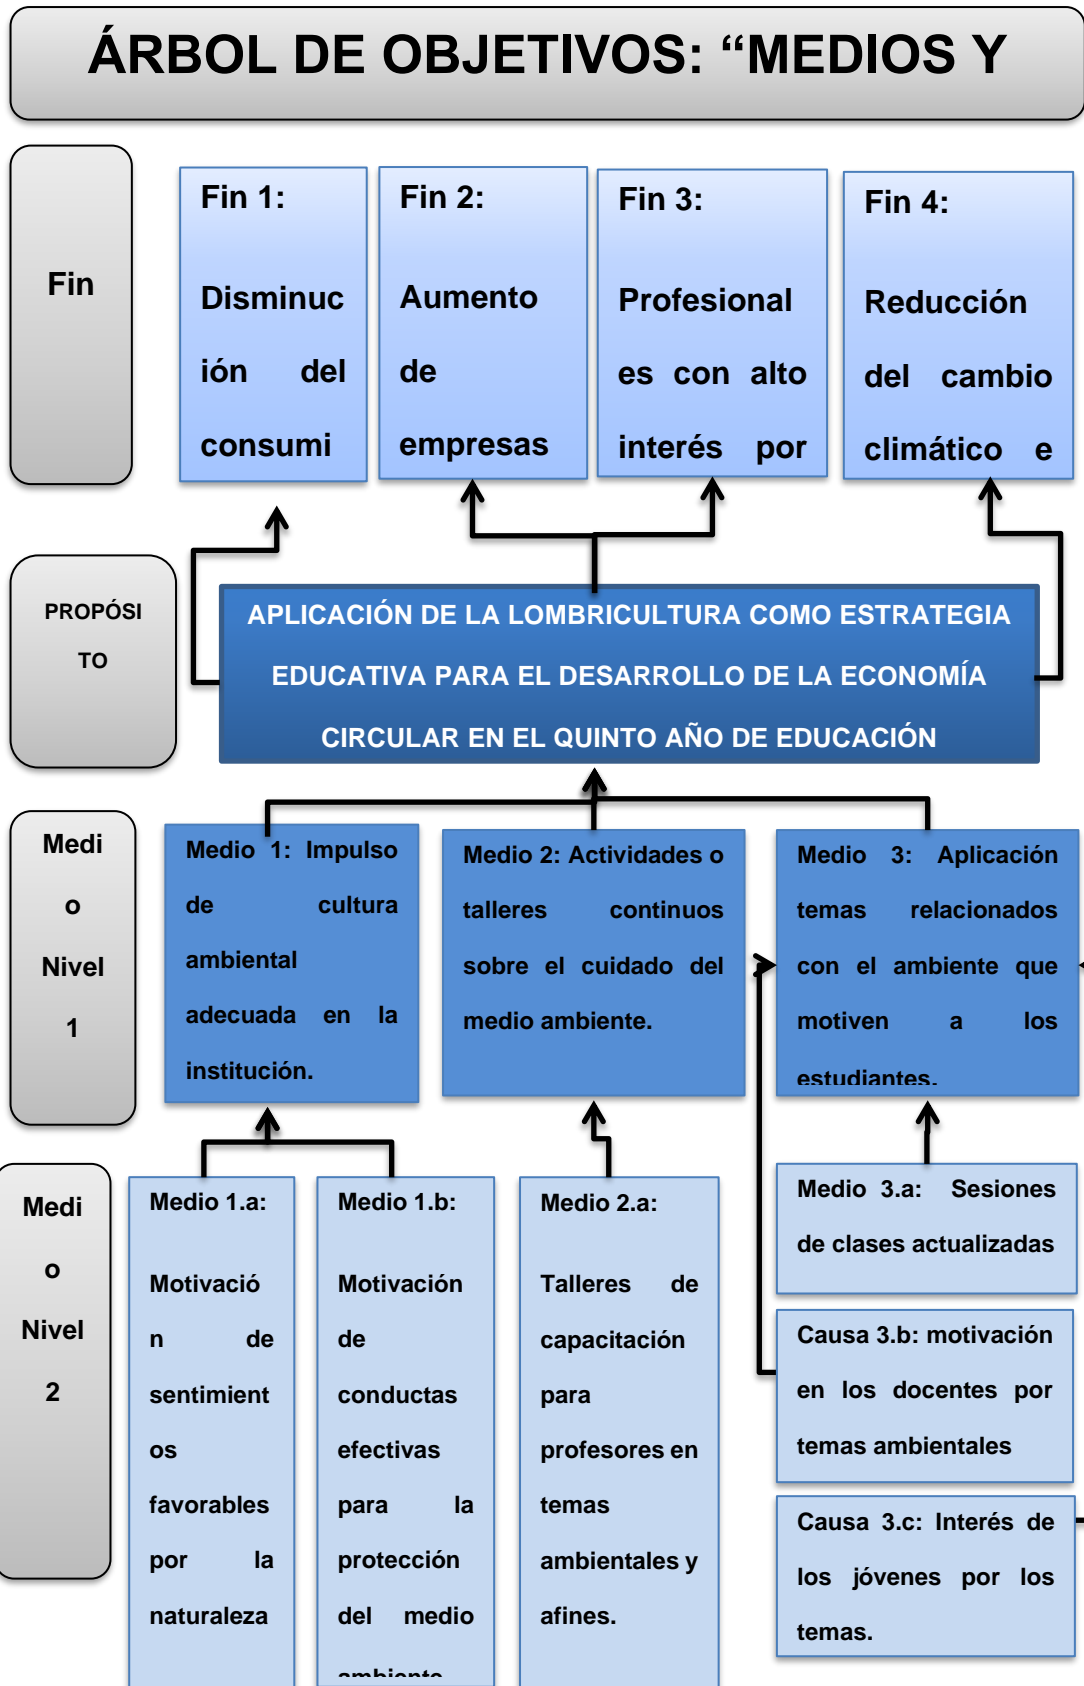 ÁRBOL DE OBJETIVOS: “MEDIOS Y
Fin
Fin 1:
Disminuc
ión del
consumi
Fin 2:
Aumento
de
empresas
Fin 3:
Profesional
es con alto
interés por
Fin 4:
Reducción
del cambio
climático e
PROPÓSI
TO
APLICACIÓN DE LA LOMBRICULTURA COMO ESTRATEGIA
EDUCATIVA PARA EL DESARROLLO DE LA ECONOMÍA
CIRCULAR EN EL QUINTO AÑO DE EDUCACIÓN
Medi
o
Nivel
1
Medio 1: Impulso
de cultura
ambiental
adecuada en la
institución.
Medio 2: Actividades o
talleres continuos
sobre el cuidado del
medio ambiente.
Medio 3: Aplicación
temas relacionados
con el ambiente que
motiven a los
estudiantes.
Medi
o
Nivel
2
Medio 1.a:
Motivació
n de
sentimient
os
favorables
por la
naturaleza
Medio 1.b:
Motivación
de
conductas
efectivas
para la
protección
del medio
ambiente
Medio 2.a:
Talleres de
capacitación
para
profesores en
temas
ambientales y
afines.
Medio 3.a: Sesiones
de clases actualizadas
Causa 3.b: motivación
en los docentes por
temas ambientales
Causa 3.c: Interés de
los jóvenes por los
temas.